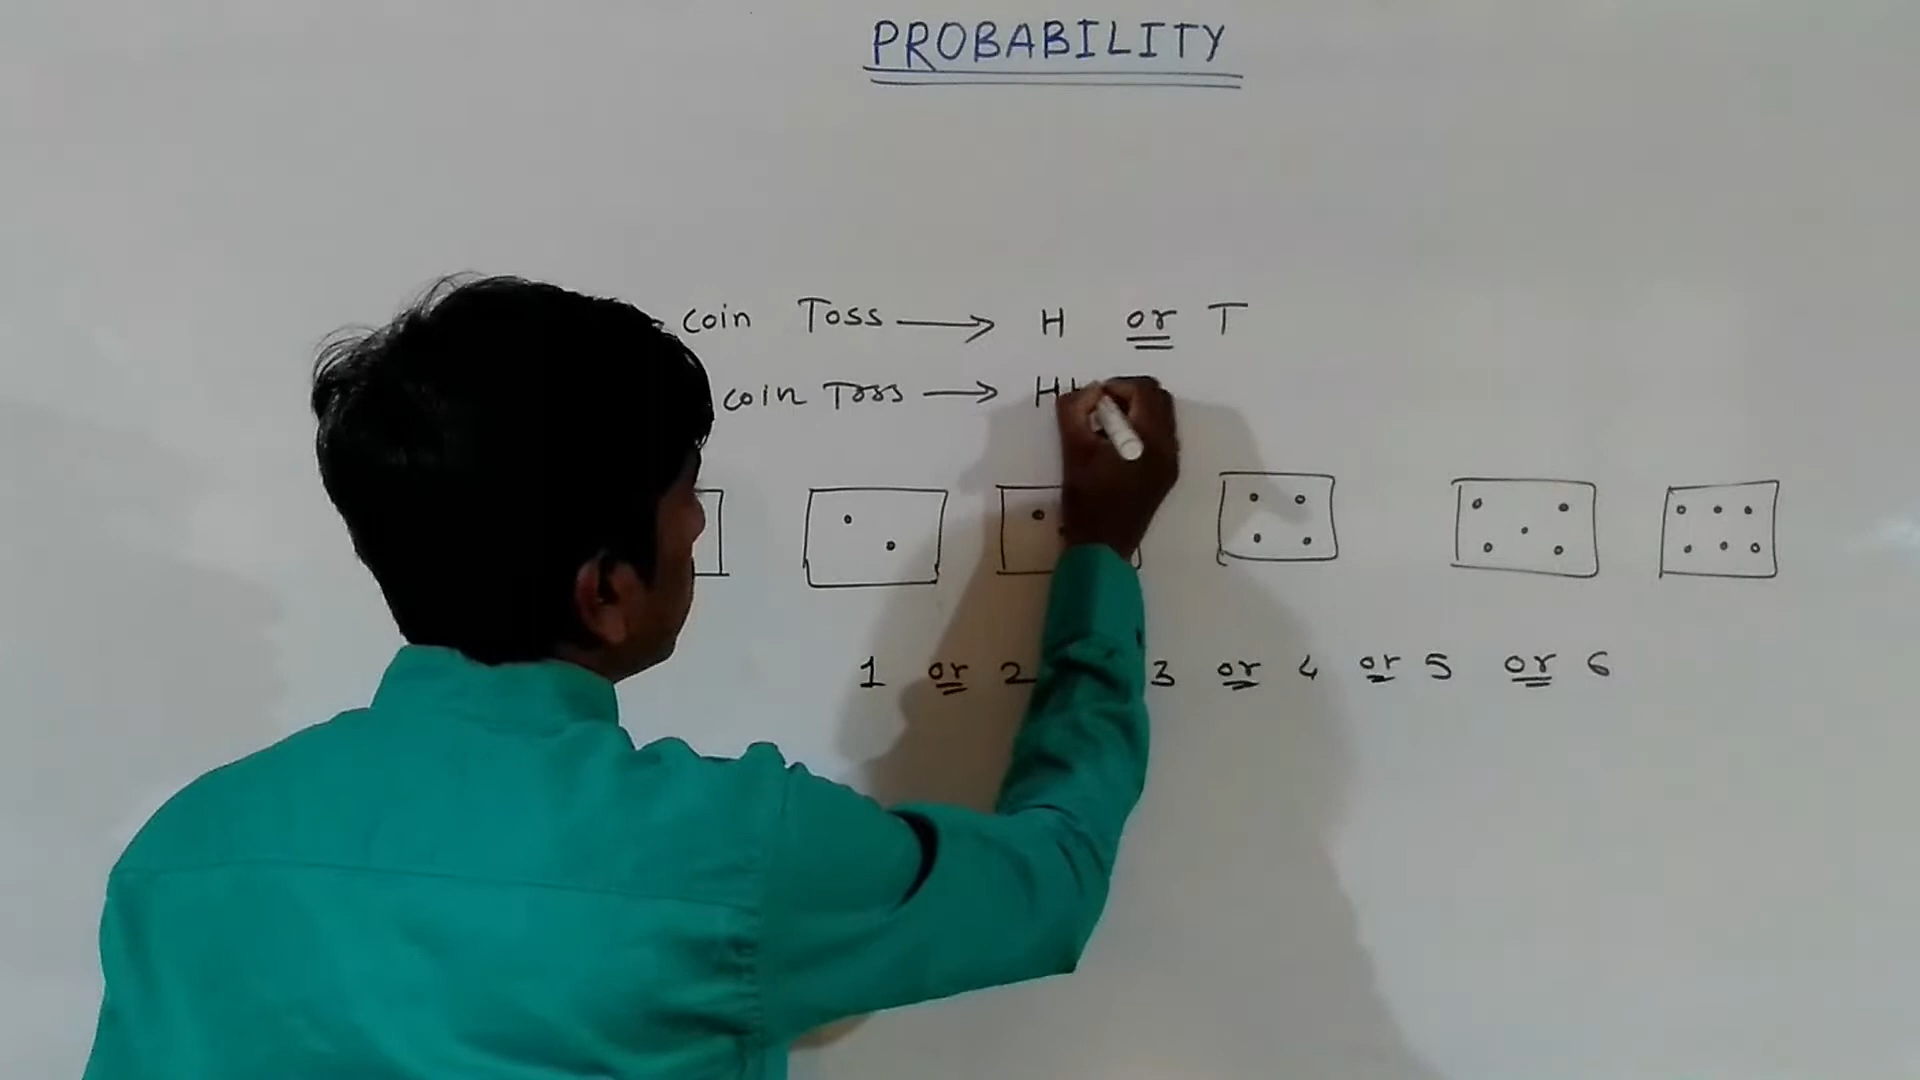 PROBABILITY
coin Toss → H or T
coin Toss → H
1 or 2 3 or 4 or 5 or 6